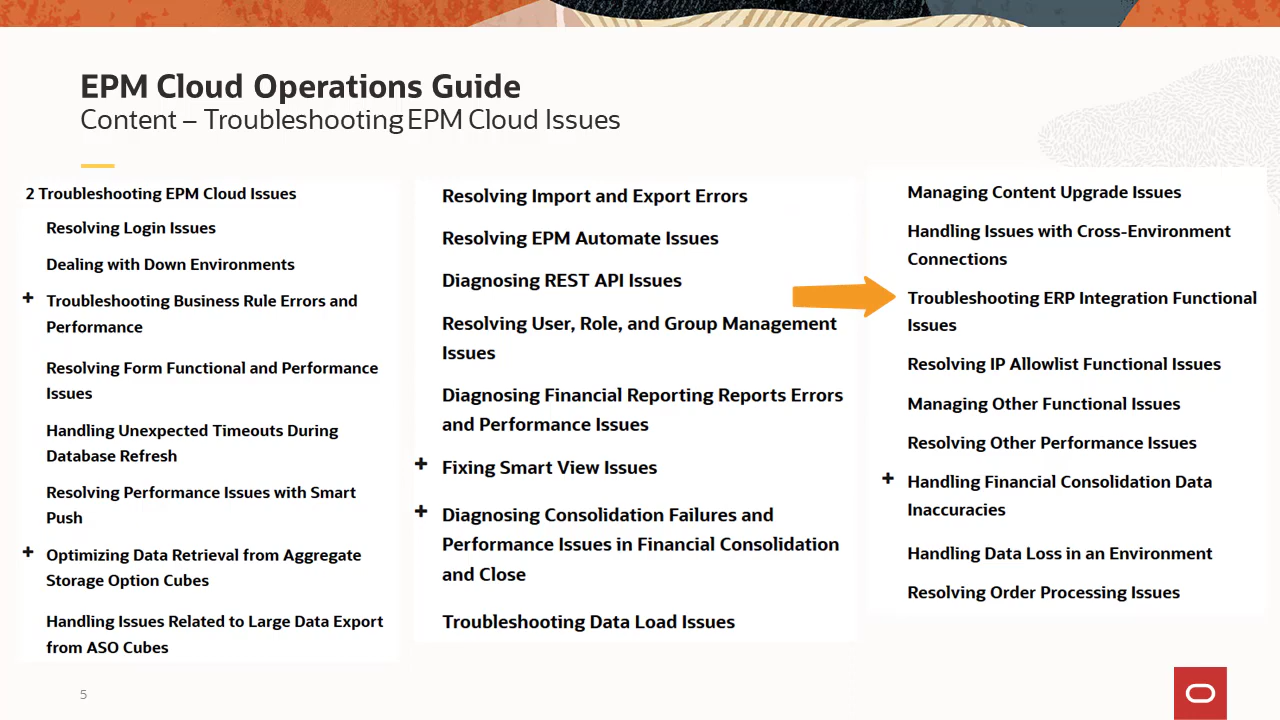 EPM Cloud Operations Guide
Content – Troubleshooting EPM Cloud Issues
2 Troubleshooting EPM Cloud Issues
Resolving Login Issues
Dealing with Down Environments
+ Troubleshooting Business Rule Errors and
Performance
Resolving Form Functional and Performance
Issues
Handling Unexpected Timeouts During
Database Refresh
Resolving Performance Issues with Smart
Push
+ Optimizing Data Retrieval from Aggregate
Storage Option Cubes
Handling Issues Related to Large Data Export
from ASO Cubes
Resolving Import and Export Errors
Resolving EPM Automate Issues
Diagnosing REST API Issues
Resolving User, Role, and Group Management
Issues
Diagnosing Financial Reporting Reports Errors
and Performance Issues
+ Fixing Smart View Issues
+ Diagnosing Consolidation Failures and
Performance Issues in Financial Consolidation
and Close
Troubleshooting Data Load Issues
Managing Content Upgrade Issues
Handling Issues with Cross-Environment
Connections
Troubleshooting ERP Integration Functional
Issues
Resolving IP Allowlist Functional Issues
Managing Other Functional Issues
Resolving Other Performance Issues
+ Handling Financial Consolidation Data
Inaccuracies
Handling Data Loss in an Environment
Resolving Order Processing Issues
5